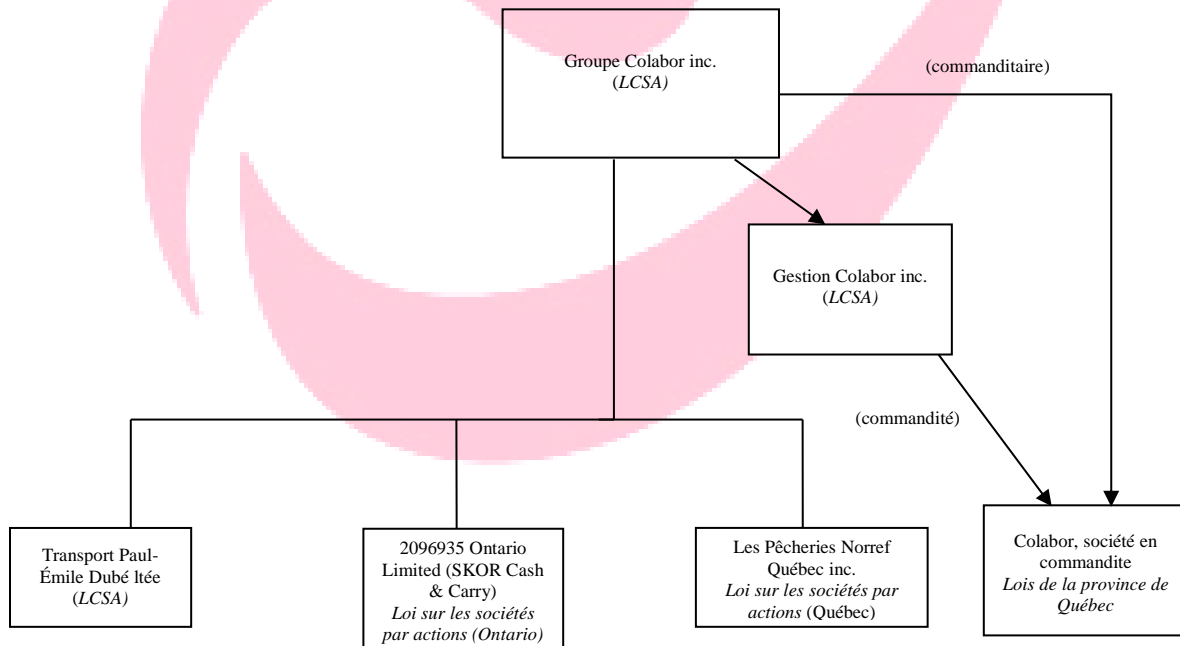 Groupe Colabor inc.
(LCSA)
(commanditaire)
Gestion Colabor inc.
(LCSA)
(commandité)
Transport Paul-
Émile Dubé ltée
(LCSA)
2096935 Ontario
Limited (SKOR Cash
& Carry)
Loi sur les sociétés
par actions (Ontario)
Les Pêcheries Norref
Québec inc.
Loi sur les sociétés par
actions (Québec)
Colabor, société en
commandite
Lois de la province de
Québec